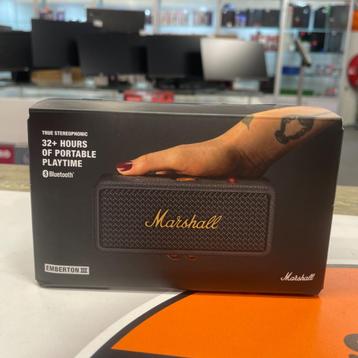 TRUE STEREOPHONIC
32+ HOURS
OF PORTABLE
PLAYTIME
Bluetooth®
Marshall
EMBERTON III
Marshall